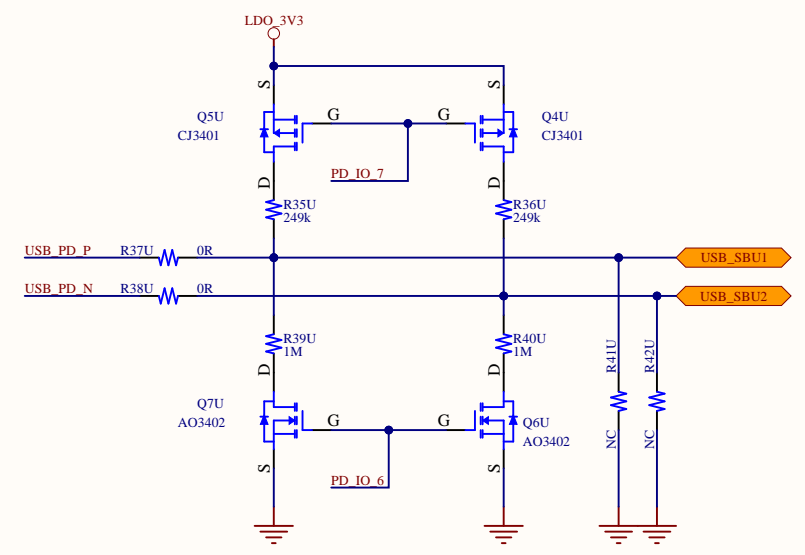 LDO_3V3
S
S
Q5U
CJ3401
G
G
Q4U
CJ3401
PD_IO_7
D
D
R35U
249k
R36U
249k
USB_PD_P
R37U
0R
USB_SBU1
USB_PD_N
R38U
0R
USB_SBU2
R39U
1M
R40U
1M
R41U
R42U
D
D
Q7U
AO3402
G
G
Q6U
AO3402
NC
NC
S
S
PD_IO_6